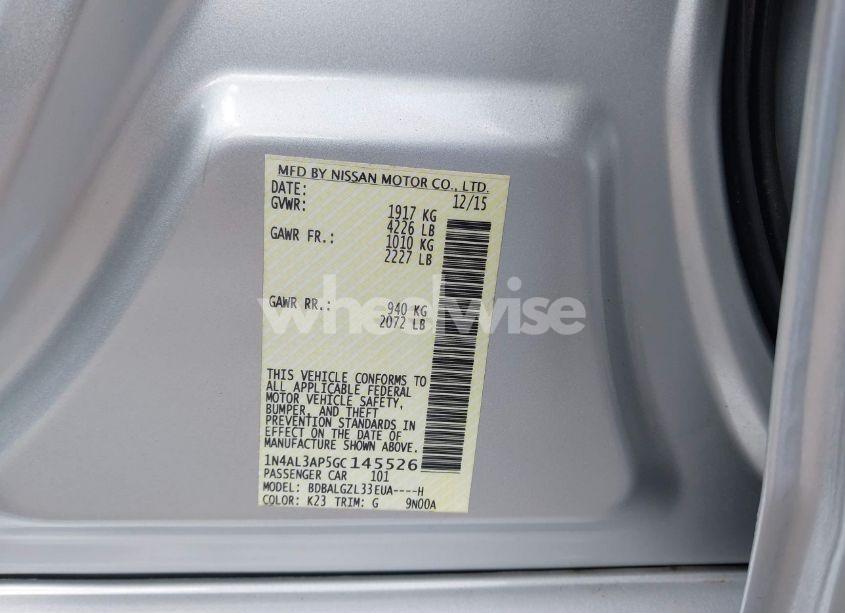 MFD BY NISSAN MOTOR CO., LTD.
DATE: 12/15
GVWR: 1917 KG
4226 LB
GAWR FR.: 1010 KG
2227 LB
GAWR RR.: 940 KG
2072 LB
wheelwise
THIS VEHICLE CONFORMS TO
ALL APPLICABLE FEDERAL
MOTOR VEHICLE SAFETY,
BUMPER, AND THEFT
PREVENTION STANDARDS IN
EFFECT ON THE DATE OF
MANUFACTURE SHOWN ABOVE.
1N4AL3AP5GC145526
PASSENGER CAR 101
MODEL: BDBALGZL33EUA----H
COLOR: K23 TRIM: G 9N00A